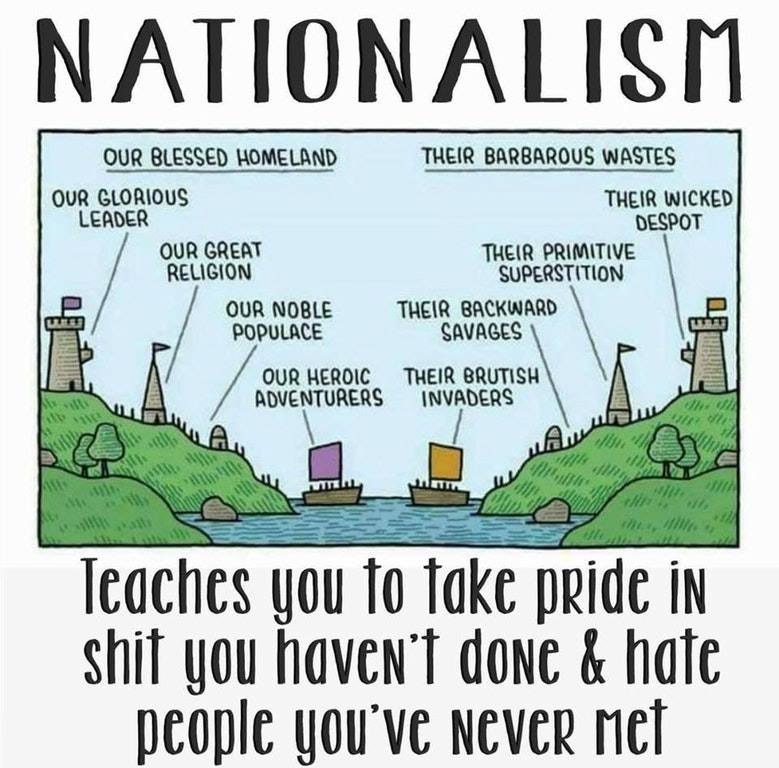 NATIONALISM
OUR BLESSED HOMELAND
THEIR BARBAROUS WASTES
OUR GLORIOUS
LEADER
THEIR WICKED
DESPOT
OUR GREAT
RELIGION
THEIR PRIMITIVE
SUPERSTITION
OUR NOBLE
POPULACE
THEIR BACKWARD
SAVAGES
OUR HEROIC
ADVENTURERS
THEIR BRUTISH
INVADERS
Teaches you to take pride in
shit you haven't done & hate
people you've never met